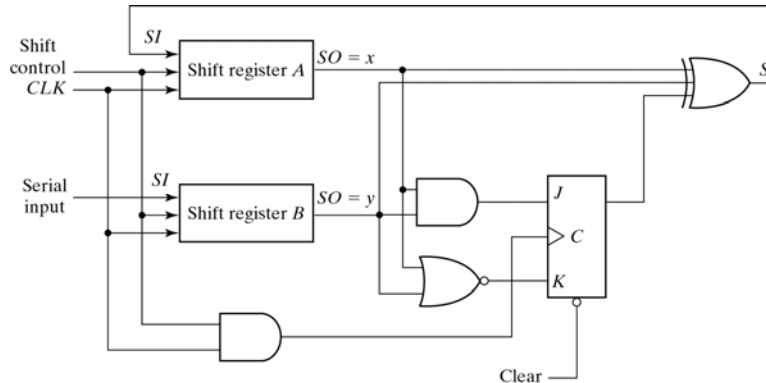 SI
Shift
control
CLK
Shift register A
SO = x
S
Serial
input
SI
Shift register B
SO = y
J
C
K
Clear